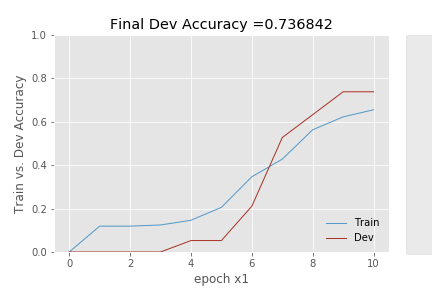 Final Dev Accuracy =0.736842
Train vs. Dev Accuracy
1.0
0.8
0.6
0.4
0.2
0.0
Train
Dev
0 2 4 6 8 10
epoch x1